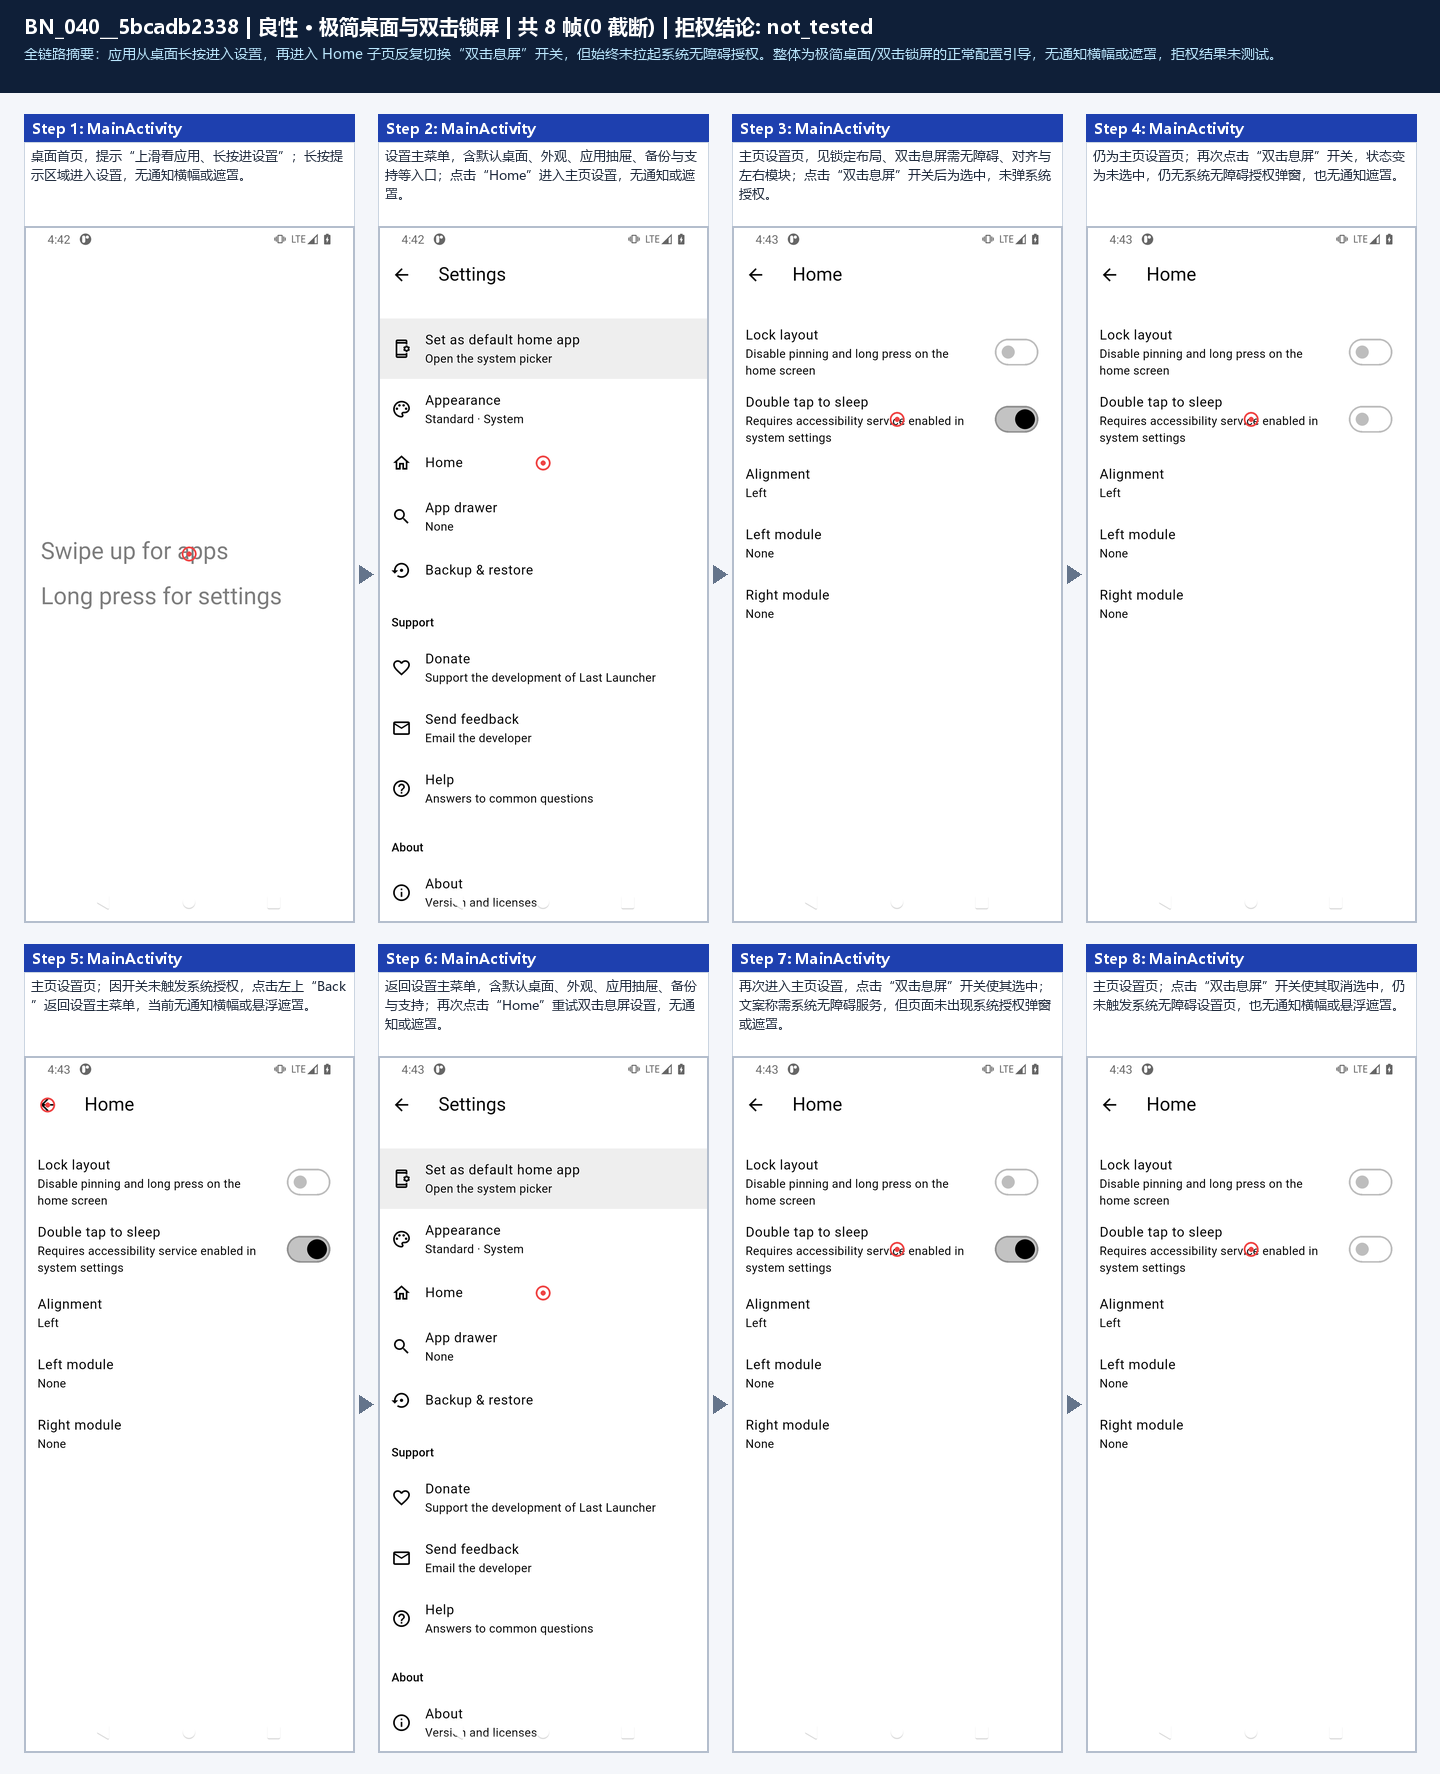 BN_040__5bcadb2338 | 良性 • 极简桌面与双击锁屏 | 共 8 帧(0 截断) | 拒权结论: not_tested
全链路摘要：应用从桌面长按进入设置，再进入 Home 子页反复切换“双击息屏”开关，但始终未拉起系统无障碍授权。整体为极简桌面/双击锁屏的正常配置引导，无通知横幅或遮罩，拒权结果未测试。
Step 1: MainActivity
桌面首页，提示“上滑看应用、长按进设置”；长按提
示区域进入设置，无通知横幅或遮罩。
4:42
LTE
Swipe up for apps
Long press for settings
Step 2: MainActivity
设置主菜单，含默认桌面、外观、应用抽屉、备份与支
持等入口；点击“Home”进入主页设置，无通知或遮
罩。
4:42
LTE
Settings
Set as default home app
Open the system picker
Appearance
Standard · System
Home
App drawer
None
Backup & restore
Support
Donate
Support the development of Last Launcher
Send feedback
Email the developer
Help
Answers to common questions
About
About
Version and licenses
Step 3: MainActivity
主页设置页，见锁定布局、双击息屏需无障碍、对齐与
左右模块；点击“双击息屏”开关后为选中，未弹系统
授权。
4:43
LTE
Home
Lock layout
Disable pinning and long press on the
home screen
Double tap to sleep
Requires accessibility service enabled in
system settings
Alignment
Left
Left module
None
Right module
None
Step 4: MainActivity
仍为主页设置页；再次点击“双击息屏”开关，状态变
为未选中，仍无系统无障碍授权弹窗，也无通知遮罩。
4:43
LTE
Home
Lock layout
Disable pinning and long press on the
home screen
Double tap to sleep
Requires accessibility service enabled in
system settings
Alignment
Left
Left module
None
Right module
None
Step 5: MainActivity
主页设置页；因开关未触发系统授权，点击左上“Back
”返回设置主菜单，当前无通知横幅或悬浮遮罩。
4:43
LTE
Home
Lock layout
Disable pinning and long press on the
home screen
Double tap to sleep
Requires accessibility service enabled in
system settings
Alignment
Left
Left module
None
Right module
None
Step 6: MainActivity
返回设置主菜单，含默认桌面、外观、应用抽屉、备份
与支持；再次点击“Home”重试双击息屏设置，无通
知或遮罩。
4:43
LTE
Settings
Set as default home app
Open the system picker
Appearance
Standard · System
Home
App drawer
None
Backup & restore
Support
Donate
Support the development of Last Launcher
Send feedback
Email the developer
Help
Answers to common questions
About
About
Version and licenses
Step 7: MainActivity
再次进入主页设置，点击“双击息屏”开关使其选中；
文案称需系统无障碍服务，但页面未出现系统授权弹窗
或遮罩。
4:43
LTE
Home
Lock layout
Disable pinning and long press on the
home screen
Double tap to sleep
Requires accessibility service enabled in
system settings
Alignment
Left
Left module
None
Right module
None
Step 8: MainActivity
主页设置页；点击“双击息屏”开关使其取消选中，仍
未触发系统无障碍设置页，也无通知横幅或悬浮遮罩。
4:43
LTE
Home
Lock layout
Disable pinning and long press on the
home screen
Double tap to sleep
Requires accessibility service enabled in
system settings
Alignment
Left
Left module
None
Right module
None